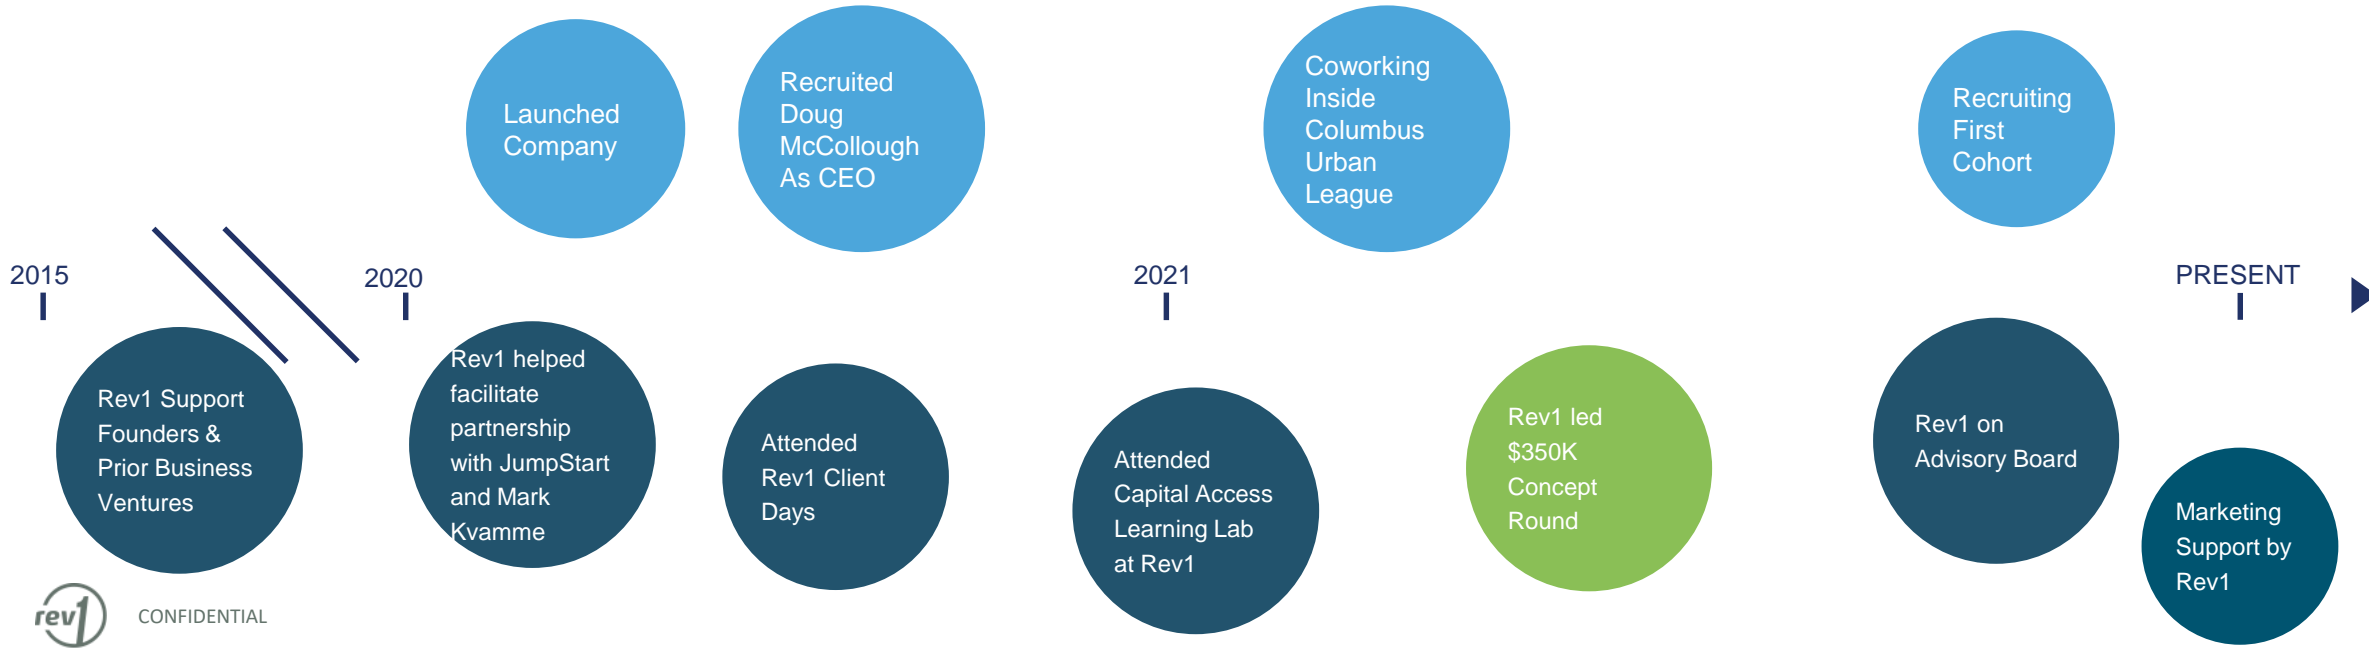 Launched
Company
Recruited
Doug
McCollough
As CEO
Coworking
Inside
Columbus
Urban
League
Recruiting
First
Cohort
2015
2020
2021
PRESENT
Rev1 Support
Founders &
Prior Business
Ventures
Rev1 helped
facilitate
partnership
with JumpStart
and Mark
Kvamme
Attended
Rev1 Client
Days
Attended
Capital Access
Learning Lab
at Rev1
Rev1 led
$350K
Concept
Round
Rev1 on
Advisory Board
Marketing
Support by
Rev1
rev1
CONFIDENTIAL